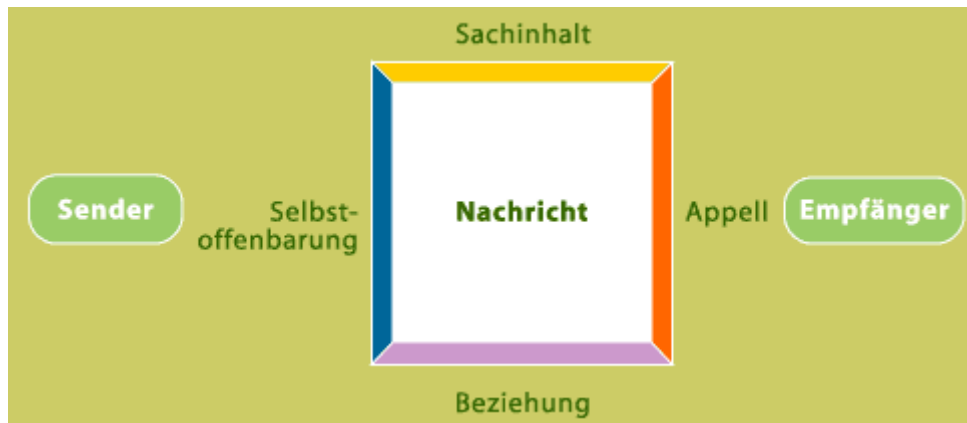 Sachinhalt
Sender
Selbst-
offenbarung
Nachricht
Appell
Empfänger
Beziehung